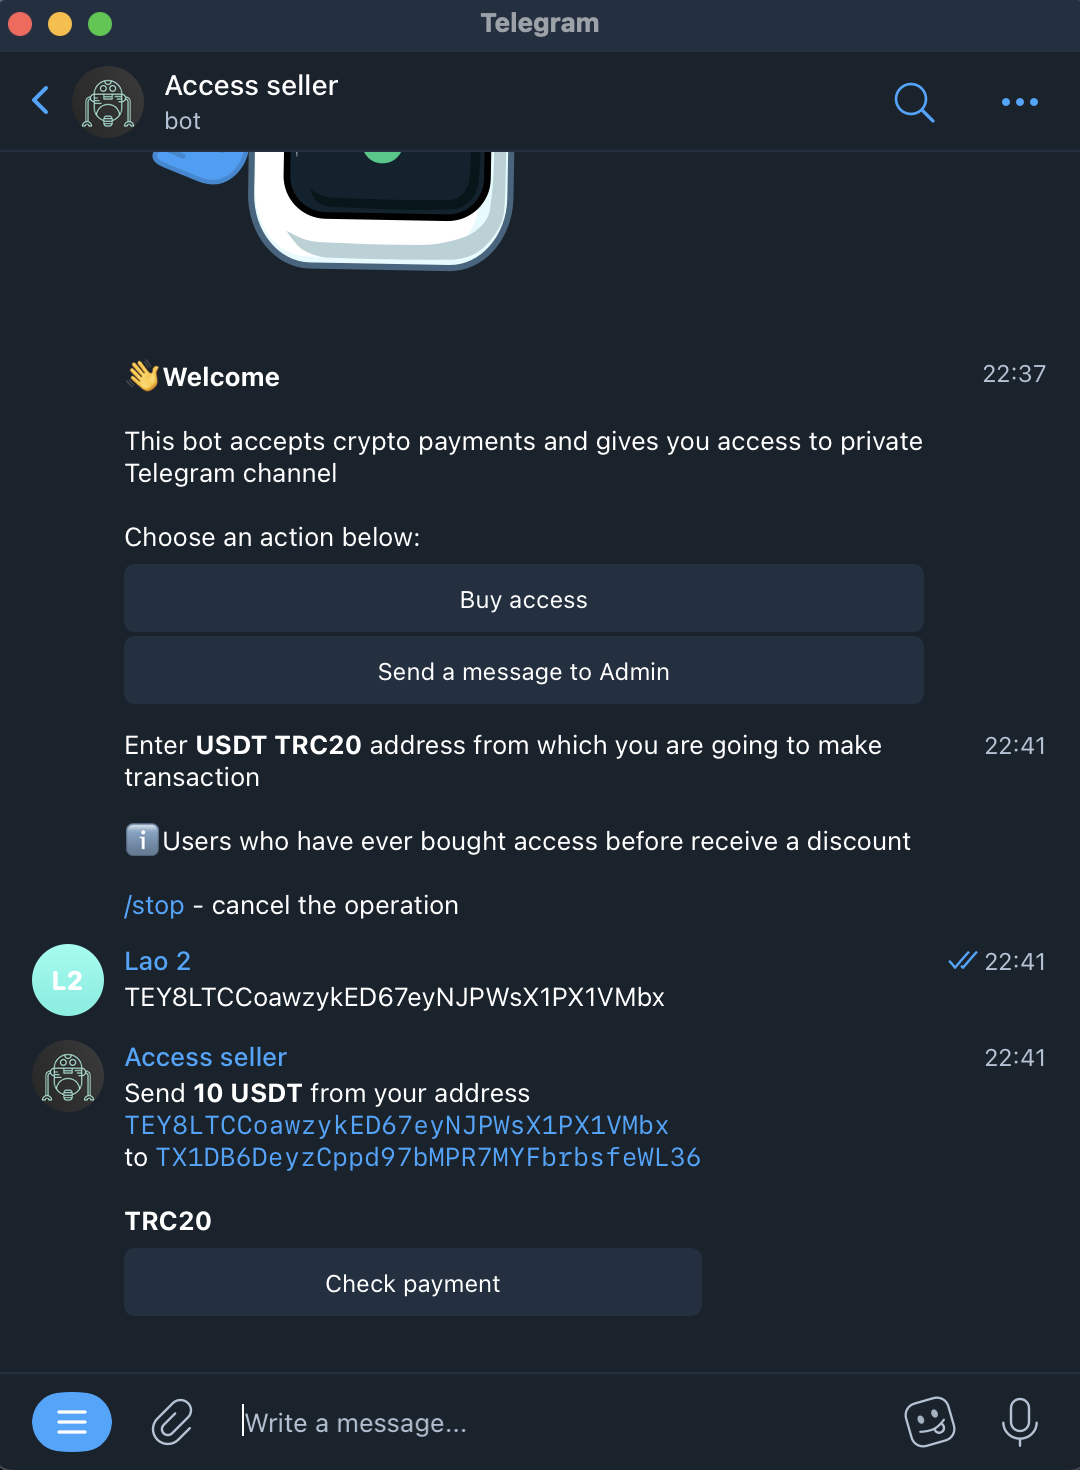 Telegram
Access seller
bot
👋Welcome
22:37
This bot accepts crypto payments and gives you access to private
Telegram channel
Choose an action below:
Buy access
Send a message to Admin
Enter USDT TRC20 address from which you are going to make
transaction
22:41
ℹ️Users who have ever bought access before receive a discount
/stop - cancel the operation
L2
Lao 2
22:41
TEY8LTCCoawzykED67eyNJPWsX1PX1VMbx
Access seller
22:41
Send 10 USDT from your address
TEY8LTCCoawzykED67eyNJPWsX1PX1VMbx
to TX1DB6DeyzCppd97bMPR7MYFbrbsfeWL36
TRC20
Check payment
Write a message...